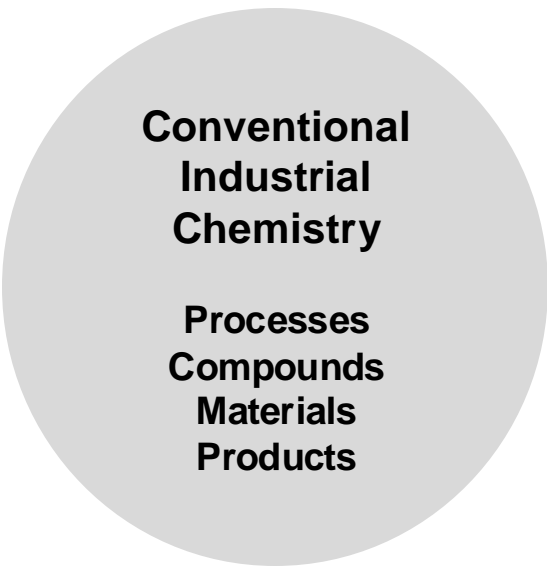 Conventional
Industrial
Chemistry
Processes
Compounds
Materials
Products